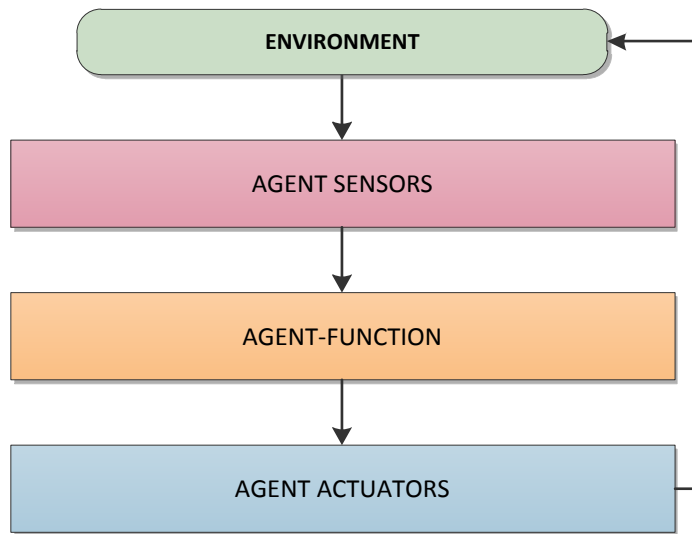 ENVIRONMENT
AGENT SENSORS
AGENT-FUNCTION
AGENT ACTUATORS